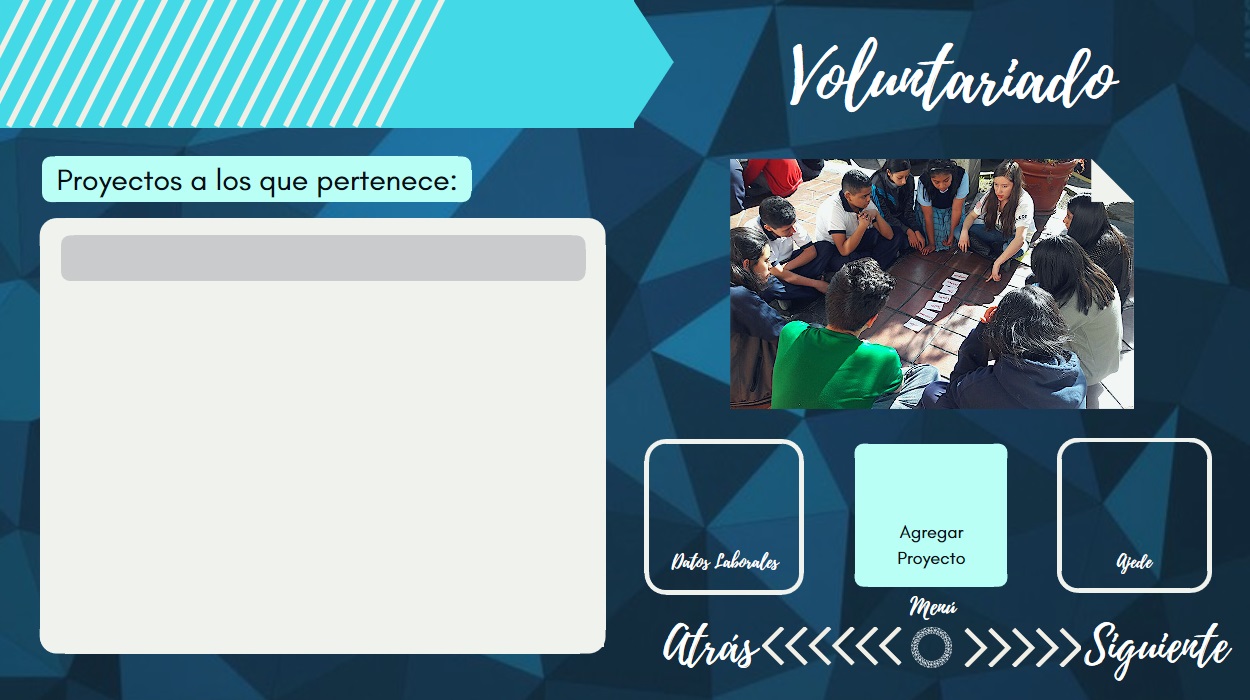 Voluntariado
Proyectos a los que pertenece:
Agregar
Proyecto
Datos Laborales
Ajede
Menú
Atrás
Siguiente